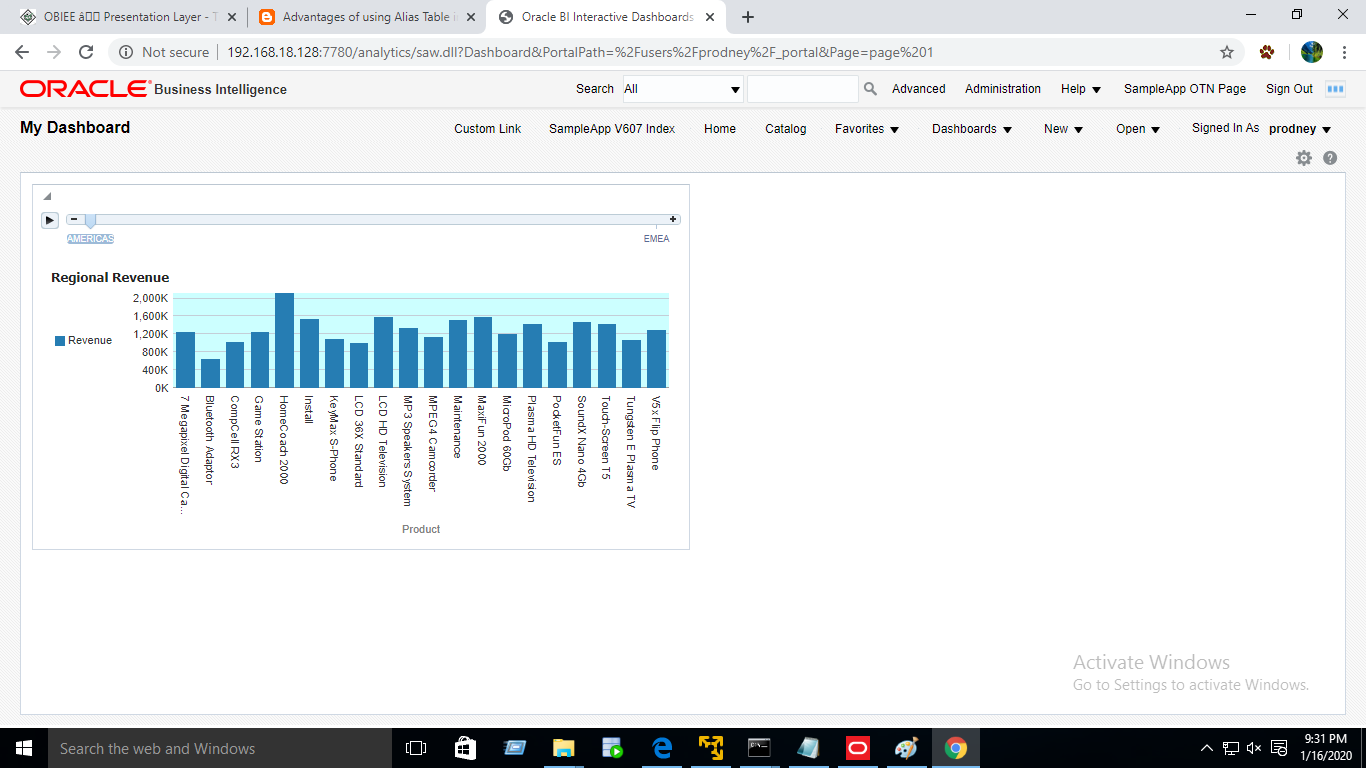 OBIEE â Presentation Layer - T
Advantages of using Alias Table i
Oracle BI Interactive Dashboards
Not secure 192.168.18.128:7780/analytics/saw.dll?Dashboard&PortalPath=%2Fusers%2Fprodney%2F_portal&Page=page%201
ORACLE Business Intelligence
Search All Advanced Administration Help SampleApp OTN Page Sign Out
My Dashboard
Custom Link SampleApp V607 Index Home Catalog Favorites Dashboards New Open Signed In As prodney
AMERICAS EMEA
Regional Revenue
Revenue
2,000K
1,600K
1,200K
800K
400K
0K
7 Megapixel Digital Ca...
Bluetooth Adaptor
CompCell RX3
Game Station
HomeCoach 2000
Install
KeyMax S-Phone
LCD 36X Standard
LCD HD Television
MP3 Speakers System
MPEG4 Camcorder
Maintenance
MaxiFun 2000
MicroPod 60Gb
Plasma HD Television
PocketFun ES
SoundX Nano 4Gb
Touch-Screen T5
Tungsten E Plasma TV
V5x Flip Phone
Product
Activate Windows
Go to Settings to activate Windows.
Search the web and Windows
9:31 PM
1/16/2020